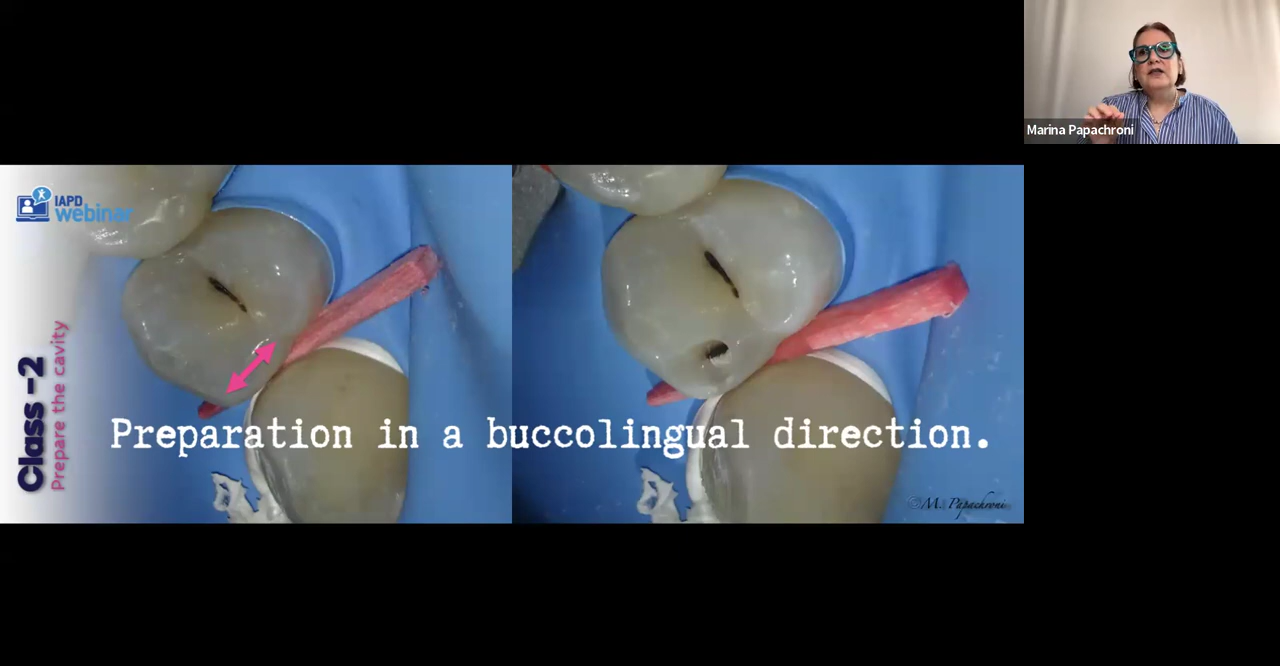 Marina Papachroni
IAPD
webinar
Class -2
Prepare the cavity
Preparation in a buccolingual direction.
©M. Papachroni